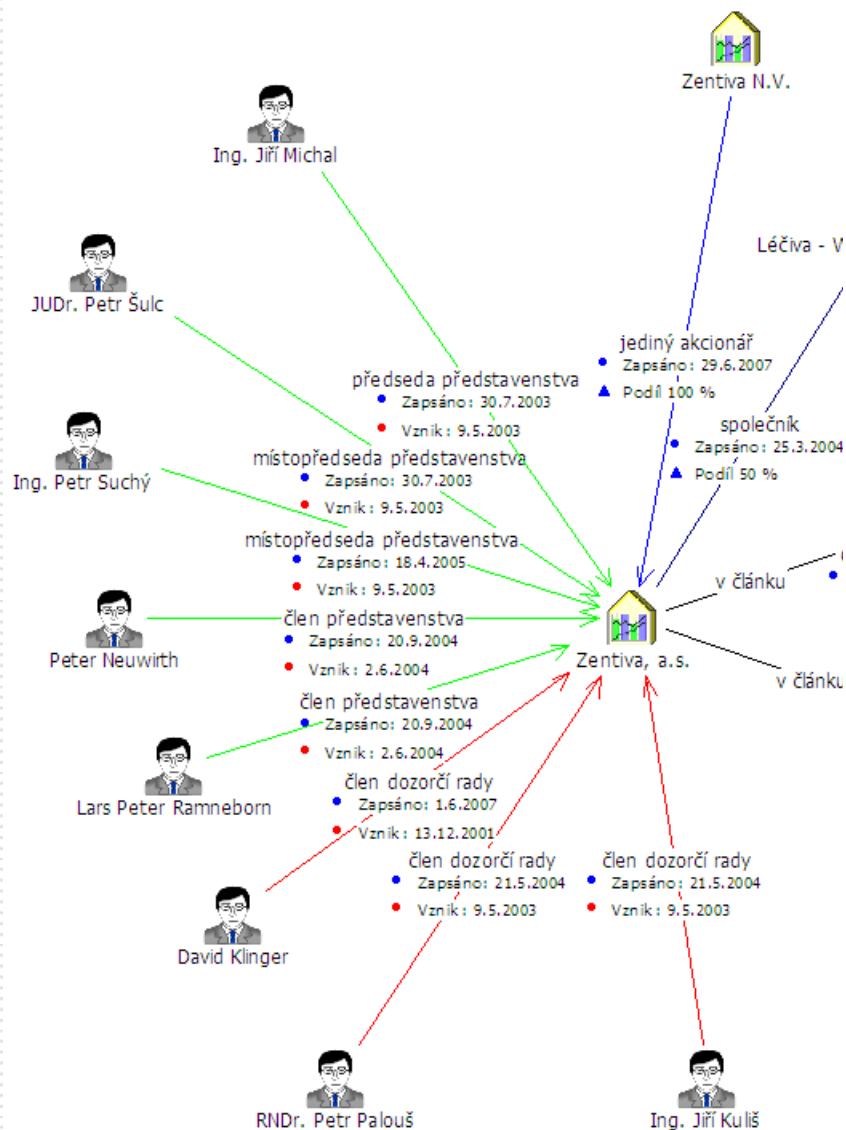 Zentiva N.V.
Ing. Jiří Michal
Léčiva - W
JUDr. Petr Šulc
jediný akcionář
Zapsáno: 29.6.2007
Podíl 100 %
předseda představenstva
Zapsáno: 30.7.2003
Vznik: 9.5.2003
společník
Zapsáno: 25.3.2004
Podíl 50 %
místopředseda představenstva
Zapsáno: 30.7.2003
Vznik: 9.5.2003
Ing. Petr Suchý
místopředseda představenstva
Zapsáno: 18.4.2005
Vznik: 9.5.2003
v článku
člen představenstva
Zapsáno: 20.9.2004
Vznik: 2.6.2004
Peter Neuwirth
Zentiva, a.s.
v článku
člen představenstva
Zapsáno: 20.9.2004
Vznik: 2.6.2004
člen dozorčí rady
Zapsáno: 1.6.2007
Vznik: 13.12.2001
Lars Peter Ramneborn
člen dozorčí rady
Zapsáno: 21.5.2004
Vznik: 9.5.2003
člen dozorčí rady
Zapsáno: 21.5.2004
Vznik: 9.5.2003
David Klinger
RNDr. Petr Palouš
Ing. Jiří Kuliš